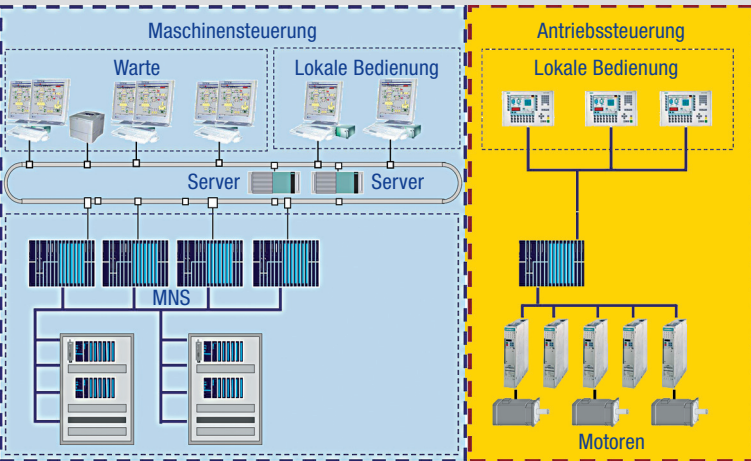 Maschinensteuerung
Antriebssteuerung
Warte
Lokale Bedienung
Lokale Bedienung
Server
Server
MNS
Motoren